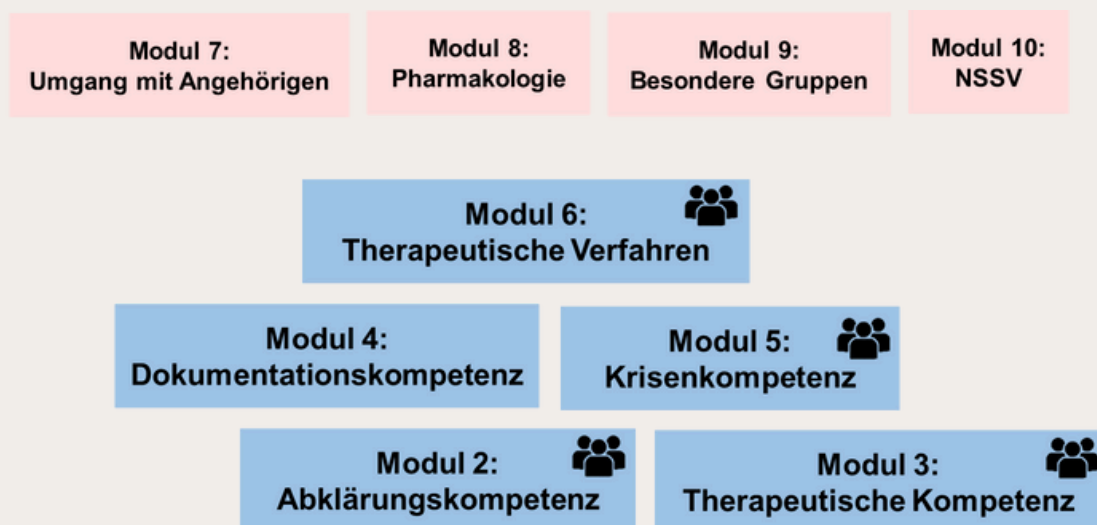 Modul 7:
Umgang mit Angehörigen
Modul 8:
Pharmakologie
Modul 9:
Besondere Gruppen
Modul 10:
NSSV
Modul 6:
Therapeutische Verfahren
Modul 4:
Dokumentationskompetenz
Modul 5:
Krisenkompetenz
Modul 2:
Abklärungskompetenz
Modul 3:
Therapeutische Kompetenz